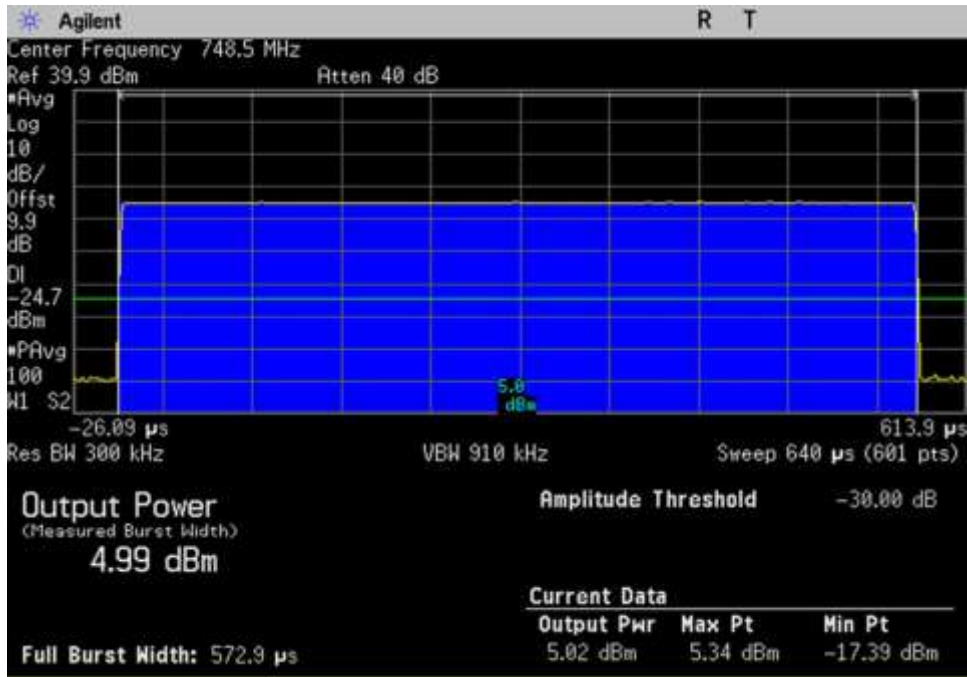 Agilent R T
Center Frequency 748.5 MHz
Ref 39.9 dBm Atten 40 dB
*Avg
Log
10
dB/
Offst
9.9
dB
DI
-24.7
dBm
*PAvg
100
W1 S2
5.0
dBm
-26.09 µs 613.9 µs
Res BW 300 kHz VBW 910 kHz Sweep 640 µs (601 pts)
Output Power Amplitude Threshold -30.00 dB
(Measured Burst Width)
4.99 dBm
Current Data
Output Pwr Max Pt Min Pt
Full Burst Width: 572.9 µs 5.02 dBm 5.34 dBm -17.39 dBm